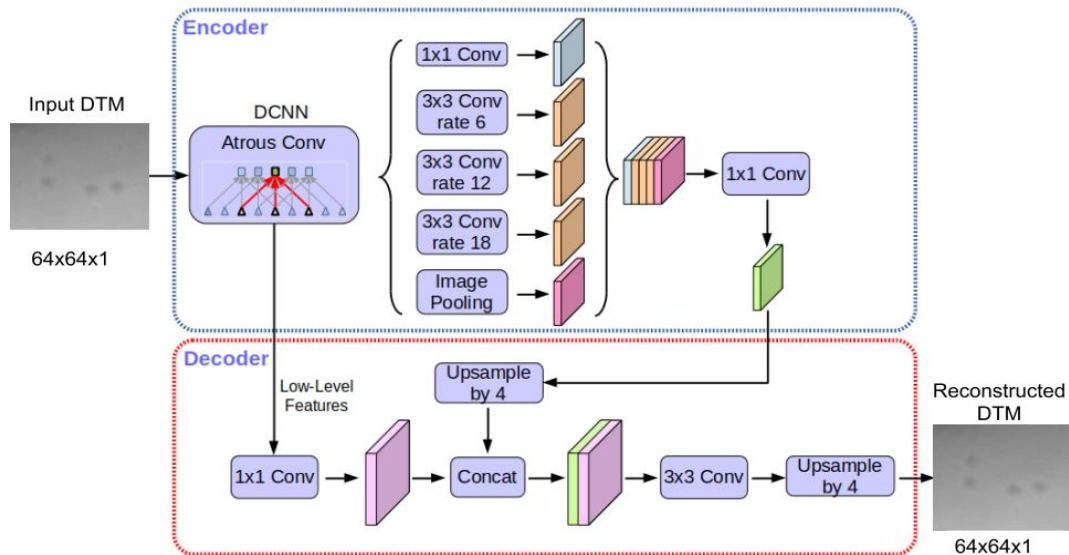 Encoder
Input DTM
64x64x1
DCNN
Atrous Conv
1x1 Conv
3x3 Conv
rate 6
3x3 Conv
rate 12
3x3 Conv
rate 18
Image
Pooling
1x1 Conv
Decoder
Low-Level
Features
Upsample
by 4
1x1 Conv
Concat
3x3 Conv
Upsample
by 4
Reconstructed
DTM
64x64x1